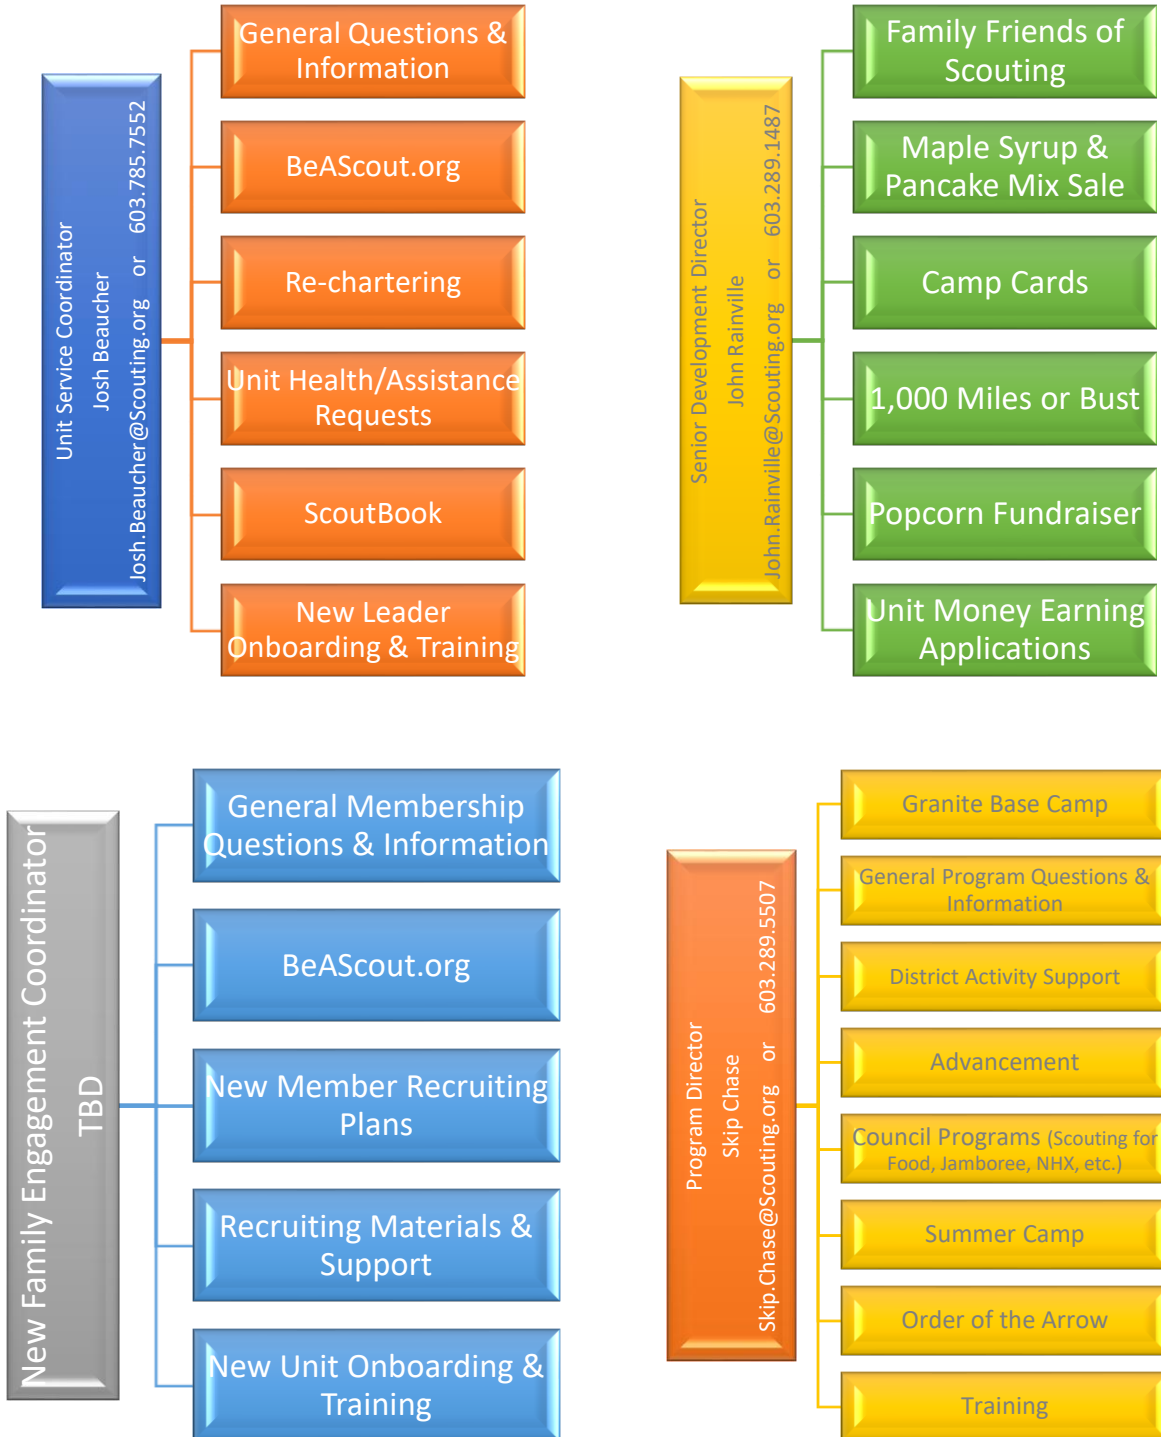 Unit Service Coordinator
Josh Beaucher
Josh.Beaucher@Scouting.org or 603.785.7552
General Questions &
Information
BeAScout.org
Re-chartering
Unit Health/Assistance
Requests
ScoutBook
New Leader
Onboarding & Training
Senior Development Director
John Rainville
John.Rainville@Scouting.org or 603.289.1487
Family Friends of
Scouting
Maple Syrup &
Pancake Mix Sale
Camp Cards
1,000 Miles or Bust
Popcorn Fundraiser
Unit Money Earning
Applications
New Family Engagement Coordinator
TBD
General Membership
Questions & Information
BeAScout.org
New Member Recruiting
Plans
Recruiting Materials &
Support
New Unit Onboarding &
Training
Program Director
Skip Chase
Skip.Chase@Scouting.org or 603.289.5507
Granite Base Camp
General Program Questions &
Information
District Activity Support
Advancement
Council Programs (Scouting for
Food, Jamboree, NHX, etc.)
Summer Camp
Order of the Arrow
Training